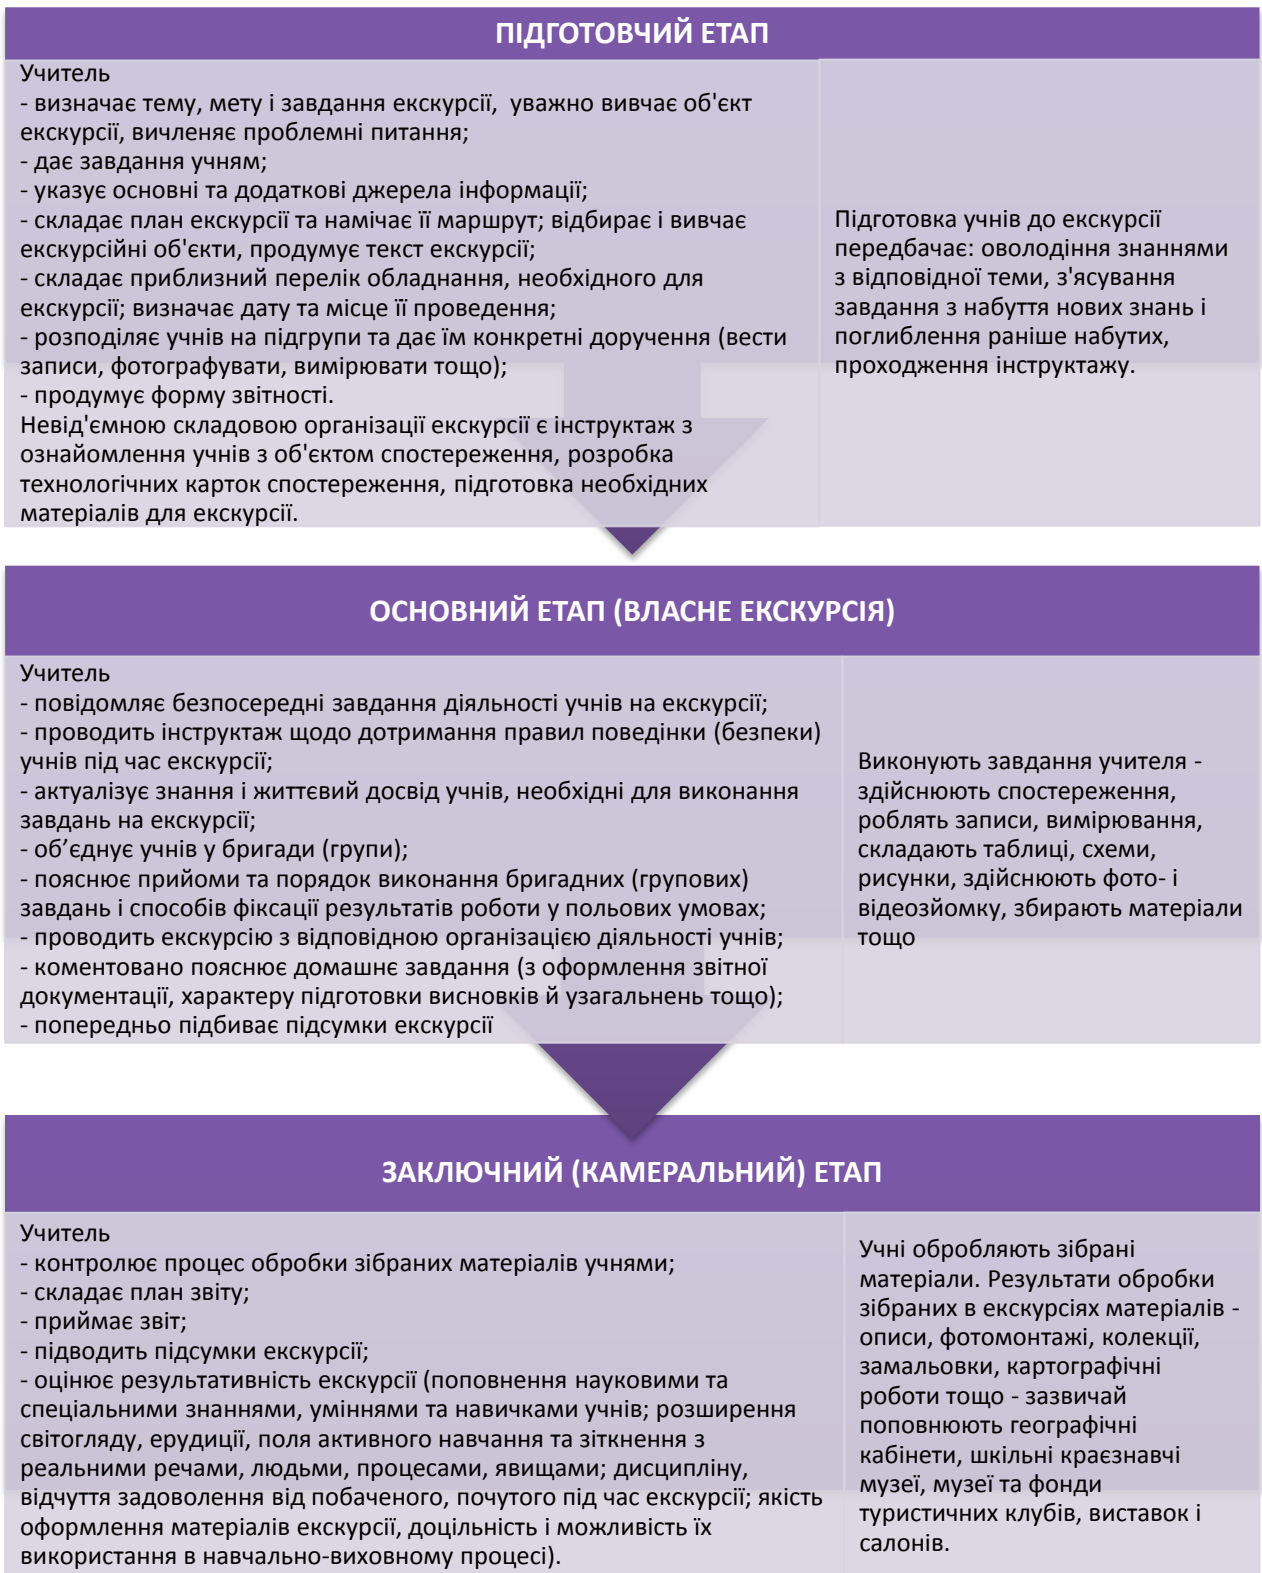 ПІДГОТОВЧИЙ ЕТАП
Учитель
- визначає тему, мету і завдання екскурсії,  уважно вивчає об'єкт
екскурсії, вичленяє проблемні питання;
- дає завдання учням;
- указує основні та додаткові джерела інформації;
- складає план екскурсії та намічає її маршрут; відбирає і вивчає
екскурсійні об'єкти, продумує текст екскурсії;
- складає приблизний перелік обладнання, необхідного для
екскурсії; визначає дату та місце її проведення;
- розподіляє учнів на підгрупи та дає їм конкретні доручення (вести
записи, фотографувати, вимірювати тощо);
- продумує форму звітності.
Невід'ємною складовою організації екскурсії є інструктаж з
ознайомлення учнів з об'єктом спостереження, розробка
технологічних карток спостереження, підготовка необхідних
матеріалів для екскурсії.
Підготовка учнів до екскурсії
передбачає: оволодіння знаннями
з відповідної теми, з'ясування
завдання з набуття нових знань і
поглиблення раніше набутих,
проходження інструктажу.
ОСНОВНИЙ ЕТАП (ВЛАСНЕ ЕКСКУРСІЯ)
Учитель
- повідомляє безпосередні завдання діяльності учнів на екскурсії;
- проводить інструктаж щодо дотримання правил поведінки (безпеки)
учнів під час екскурсії;
- актуалізує знання і життєвий досвід учнів, необхідні для виконання
завдань на екскурсії;
- об’єднує учнів у бригади (групи);
- пояснює прийоми та порядок виконання бригадних (групових)
завдань і способів фіксації результатів роботи у польових умовах;
- проводить екскурсію з відповідною організацією діяльності учнів;
- коментовано пояснює домашнє завдання (з оформлення звітної
документації, характеру підготовки висновків й узагальнень тощо);
- попередньо підбиває підсумки екскурсії
Виконують завдання учителя -
здійснюють спостереження,
роблять записи, вимірювання,
складають таблиці, схеми,
рисунки, здійснюють фото- і
відеозйомку, збирають матеріали
тощо
ЗАКЛЮЧНИЙ (КАМЕРАЛЬНИЙ) ЕТАП
Учитель
- контролює процес обробки зібраних матеріалів учнями;
- складає план звіту;
- приймає звіт;
- підводить підсумки екскурсії;
- оцінює результативність екскурсії (поповнення науковими та
спеціальними знаннями, уміннями та навичками учнів; розширення
світогляду, ерудиції, поля активного навчання та зіткнення з
реальними речами, людьми, процесами, явищами; дисципліну,
відчуття задоволення від побаченого, почутого під час екскурсії; якість
оформлення матеріалів екскурсії, доцільність і можливість їх
використання в навчально-виховному процесі).
Учні обробляють зібрані
матеріали. Результати обробки
зібраних в екскурсіях матеріалів -
описи, фотомонтажі, колекції,
замальовки, картографічні
роботи тощо - зазвичай
поповнюють географічні
кабінети, шкільні краєзнавчі
музеї, музеї та фонди
туристичних клубів, виставок і
салонів.